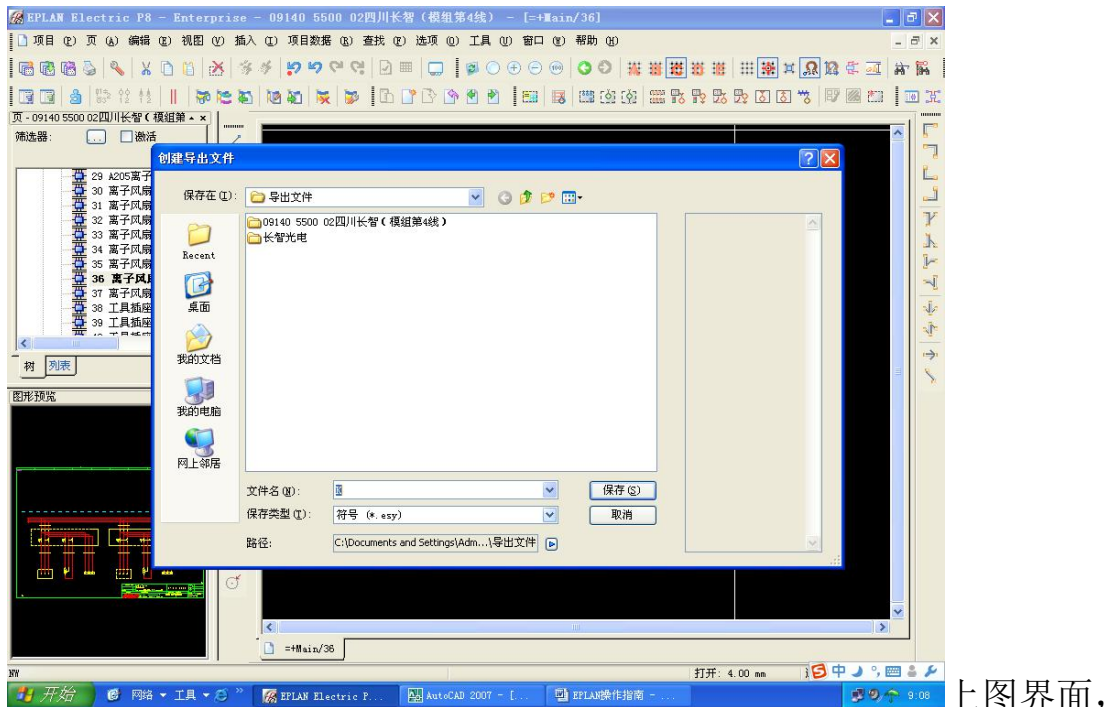 EPLAN Electric P8 - Enterprise - 09140 5500 02四川长智(模组第4线) - [=+Main/36]
项目(P) 页(A) 编辑(E) 视图(V) 插入(I) 项目数据(R) 查找(F) 选项(O) 工具(U) 窗口(W) 帮助(H)
页 - 09140 5500 02四川长智(模组第
筛选器: ... 激活
创建导出文件
29 A205离子
30 离子风扇
31 离子风扇
32 离子风扇
33 离子风扇
34 离子风扇
35 离子风扇
36 离子风扇
37 离子风扇
38 工具插座
39 工具插座
树 列表
图形预览
保存在(I): 导出文件
09140 5500 02四川长智(模组第4线)
长智光电
Recent
桌面
我的文档
我的电脑
网上邻居
文件名(N): 保存(S)
保存类型(T): 符号 (*.esy) 取消
路径: C:\Documents and Settings\Adm...\导出文件
=+Main/36
NW 打开: 4.00 mm 中
开始 网络 工具 EPLAN Electric P... AutoCAD 2007 - [... EPLAN操作指南 - ... 9:08
上图界面,